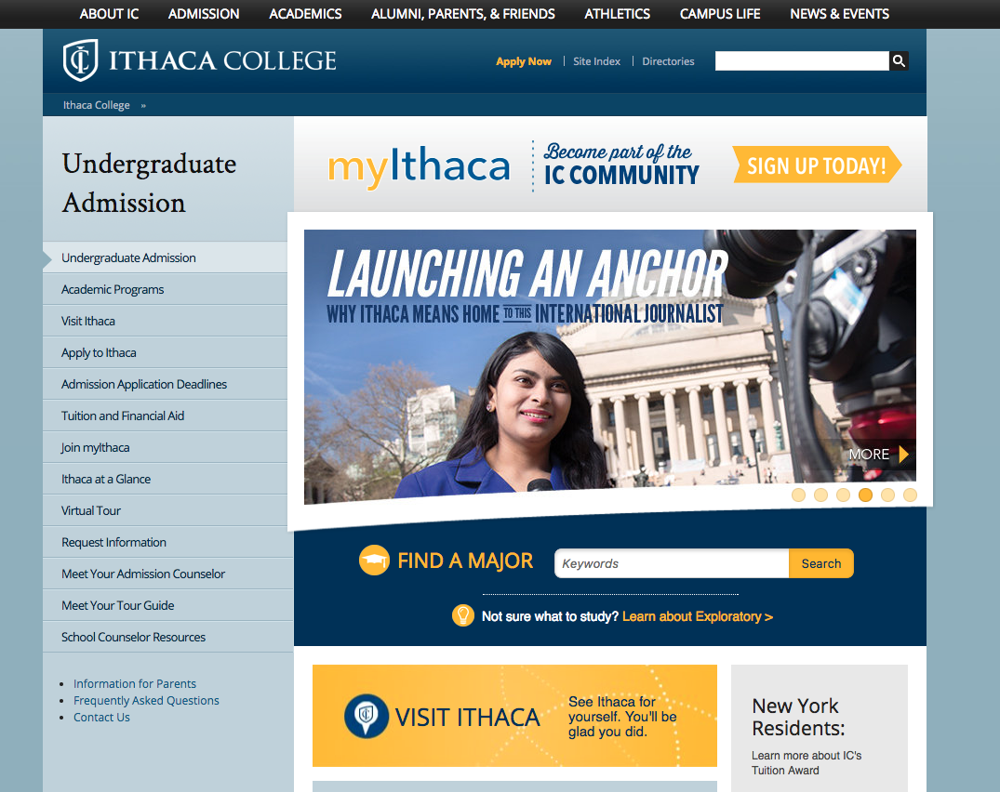 ABOUT IC ADMISSION ACADEMICS ALUMNI, PARENTS, & FRIENDS ATHLETICS CAMPUS LIFE NEWS & EVENTS
ITHACA COLLEGE
Apply Now | Site Index | Directories
Ithaca College »
Undergraduate
Admission
Undergraduate Admission
Academic Programs
Visit Ithaca
Apply to Ithaca
Admission Application Deadlines
Tuition and Financial Aid
Join myIthaca
Ithaca at a Glance
Virtual Tour
Request Information
Meet Your Admission Counselor
Meet Your Tour Guide
School Counselor Resources
• Information for Parents
• Frequently Asked Questions
• Contact Us
myIthaca
Become part of the
IC COMMUNITY
SIGN UP TODAY!
LAUNCHING AN ANCHOR
WHY ITHACA MEANS HOME TO THIS INTERNATIONAL JOURNALIST
MORE
FIND A MAJOR
Keywords
Search
Not sure what to study? Learn about Exploratory >
VISIT ITHACA
See Ithaca for
yourself. You'll be
glad you did.
New York
Residents:
Learn more about IC's
Tuition Award